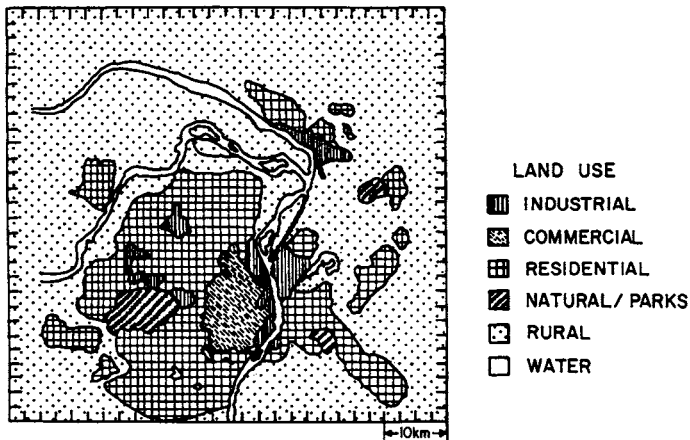 LAND USE
INDUSTRIAL
COMMERCIAL
RESIDENTIAL
NATURAL/PARKS
RURAL
WATER
10km